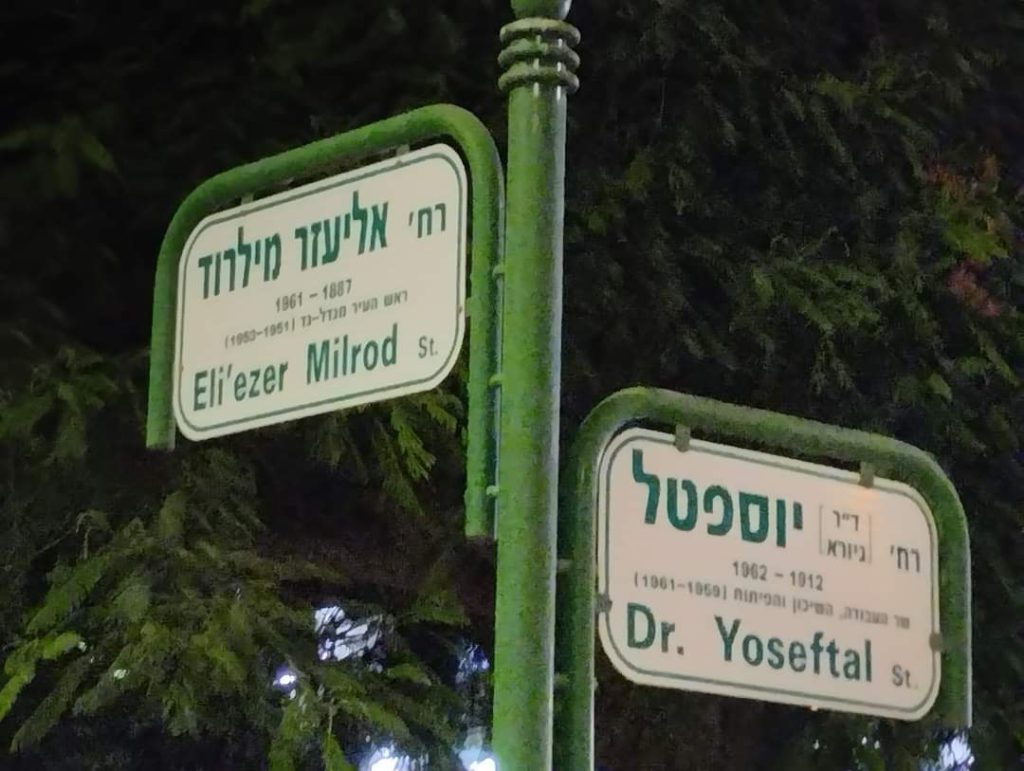 רח' אליעזר מילרוד
1961 – 1887
ראש העיר מגדל-גד (1951–1953)
Eli'ezer Milrod St.
רח' [ד"ר גיורא] יוספטל
1962 – 1912
שר העבודה, השיכון והפיתוח (1959–1961)
Dr. Yoseftal St.